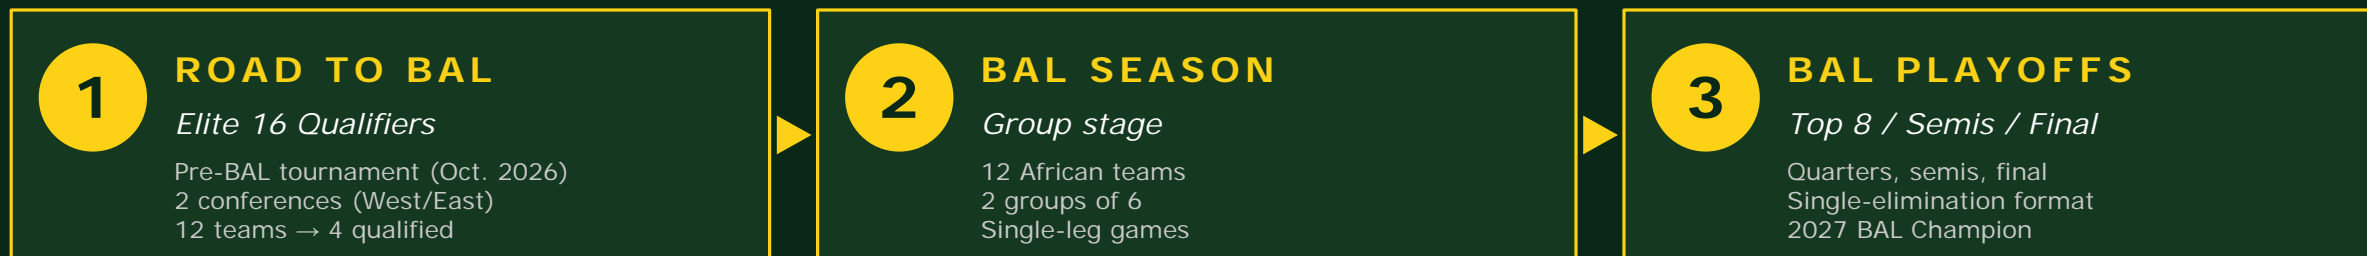 1
ROAD TO BAL
Elite 16 Qualifiers
Pre-BAL tournament (Oct. 2026)
2 conferences (West/East)
12 teams → 4 qualified
2
BAL SEASON
Group stage
12 African teams
2 groups of 6
Single-leg games
3
BAL PLAYOFFS
Top 8 / Semis / Final
Quarters, semis, final
Single-elimination format
2027 BAL Champion